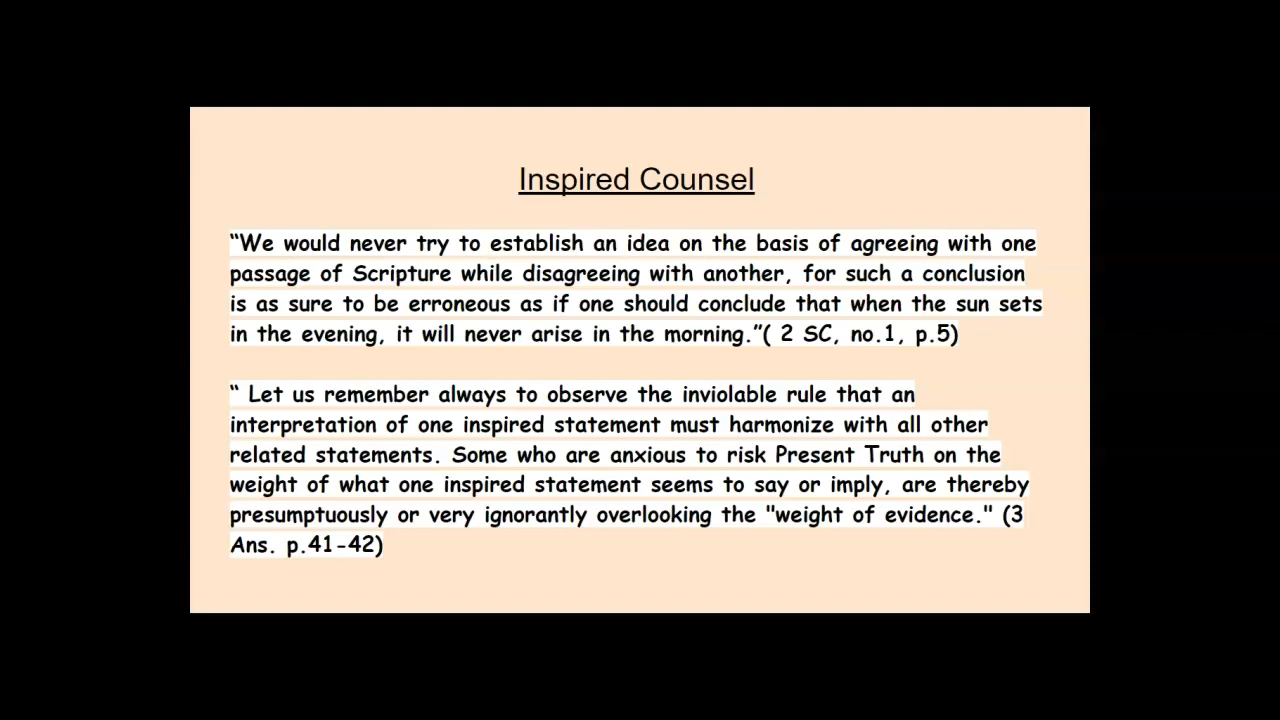 Inspired Counsel
“We would never try to establish an idea on the basis of agreeing with one
passage of Scripture while disagreeing with another, for such a conclusion
is as sure to be erroneous as if one should conclude that when the sun sets
in the evening, it will never arise in the morning.”( 2 SC, no.1, p.5)
“ Let us remember always to observe the inviolable rule that an
interpretation of one inspired statement must harmonize with all other
related statements. Some who are anxious to risk Present Truth on the
weight of what one inspired statement seems to say or imply, are thereby
presumptuously or very ignorantly overlooking the "weight of evidence." (3
Ans. p.41-42)